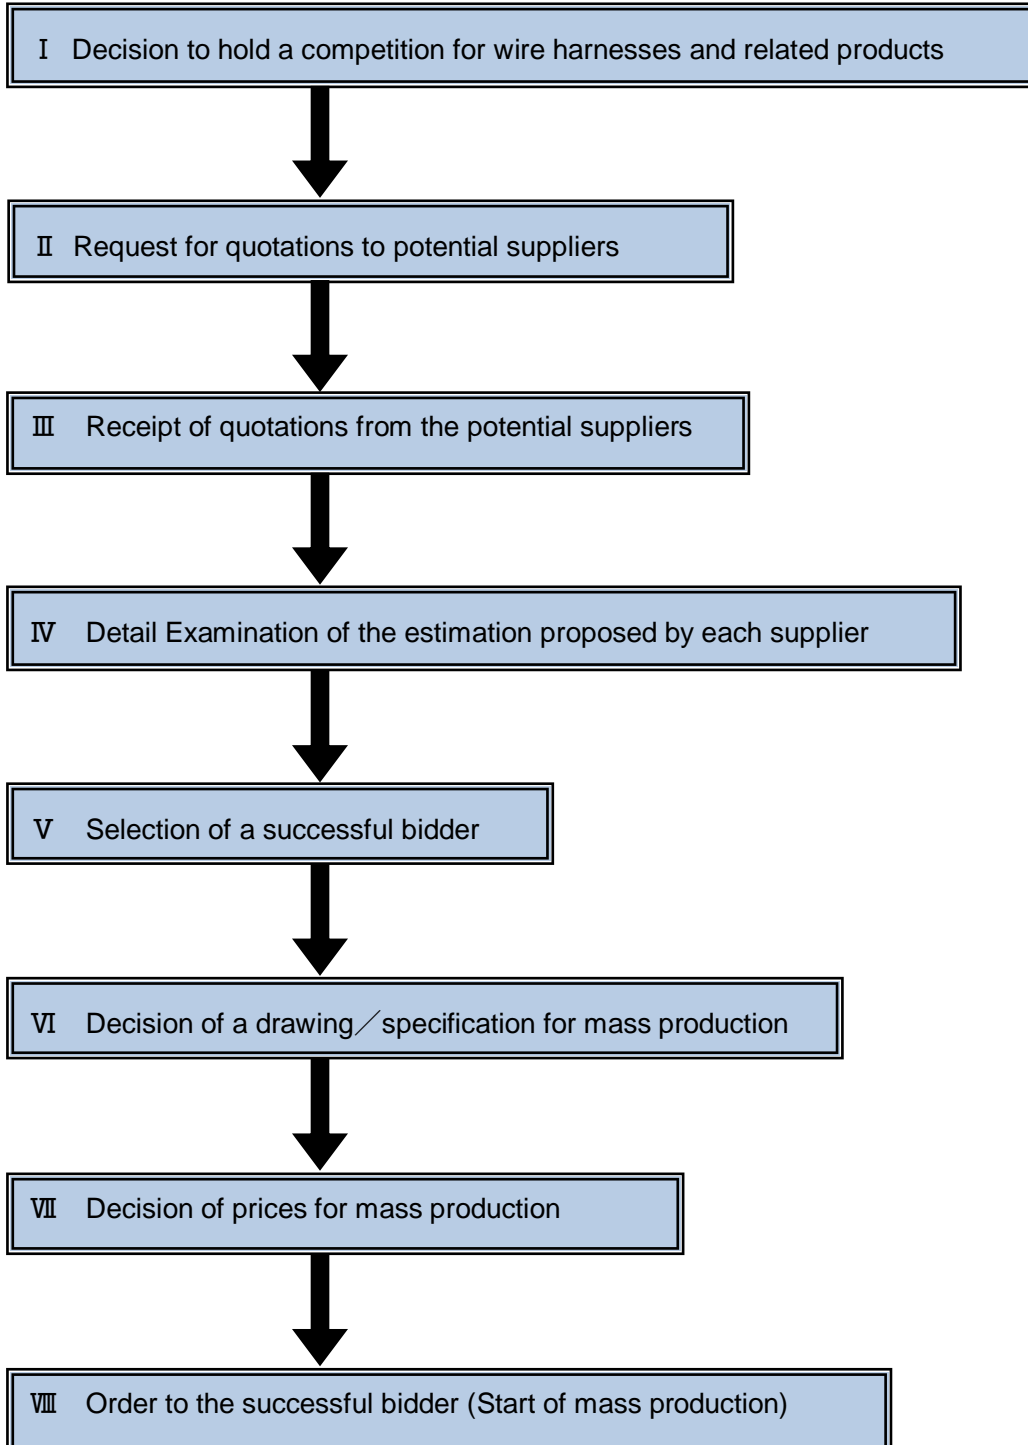 Ⅰ Decision to hold a competition for wire harnesses and related products
Ⅱ Request for quotations to potential suppliers
Ⅲ Receipt of quotations from the potential suppliers
Ⅳ Detail Examination of the estimation proposed by each supplier
Ⅴ Selection of a successful bidder
Ⅵ Decision of a drawing／specification for mass production
Ⅶ Decision of prices for mass production
Ⅷ Order to the successful bidder (Start of mass production)